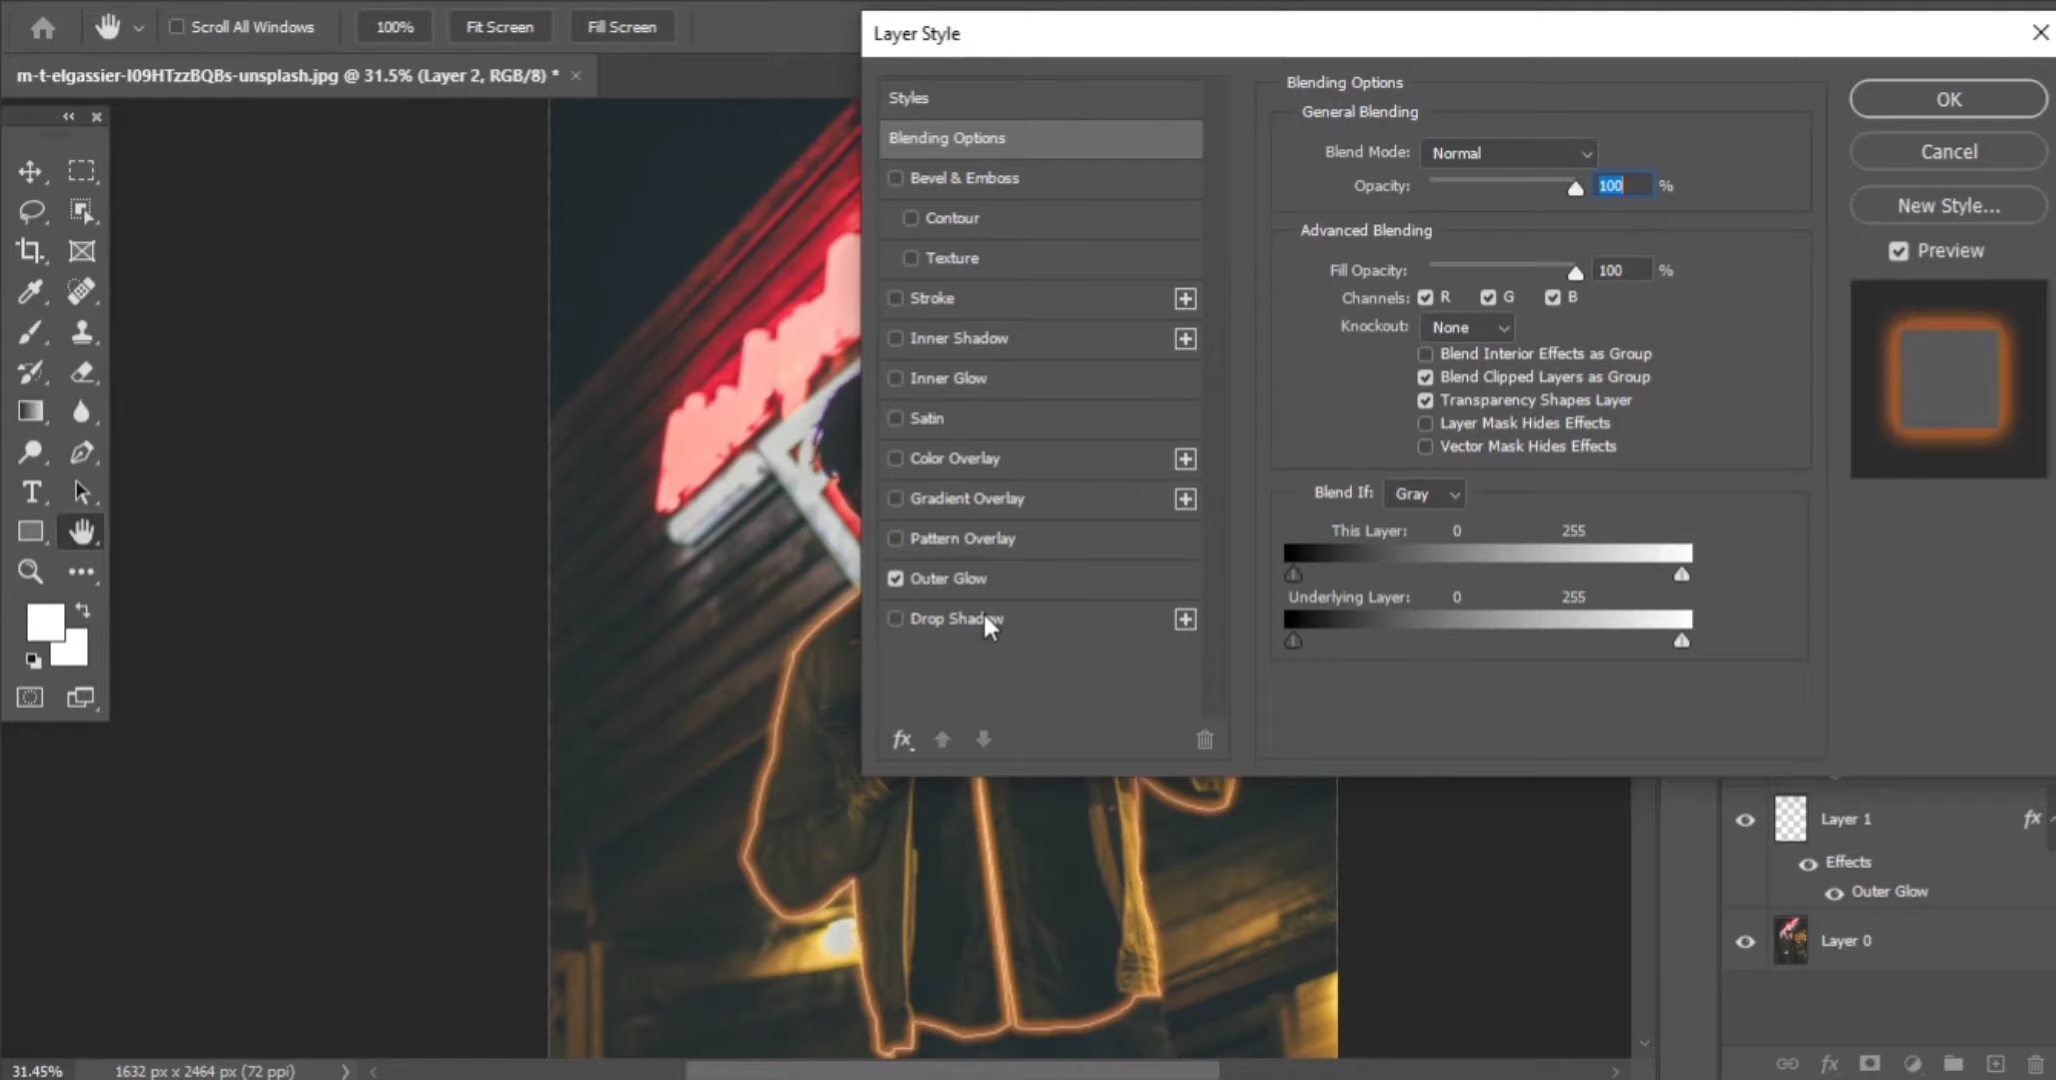 Scroll All Windows 100% Fit Screen Fill Screen
m-t-elgassier-I09HTzzBQBs-unsplash.jpg @ 31.5% (Layer 2, RGB/8) *
Layer Style
Styles
Blending Options
Bevel & Emboss
Contour
Texture
Stroke
Inner Shadow
Inner Glow
Satin
Color Overlay
Gradient Overlay
Pattern Overlay
Outer Glow
Drop Shadow
fx
Blending Options
General Blending
Blend Mode: Normal
Opacity: 100 %
Advanced Blending
Fill Opacity: 100 %
Channels: R G B
Knockout: None
Blend Interior Effects as Group
Blend Clipped Layers as Group
Transparency Shapes Layer
Layer Mask Hides Effects
Vector Mask Hides Effects
Blend If: Gray
This Layer: 0 255
Underlying Layer: 0 255
OK
Cancel
New Style...
Preview
Layer 1 fx
Effects
Outer Glow
Layer 0
fx
31.45% 1632 px x 2464 px (72 ppi)